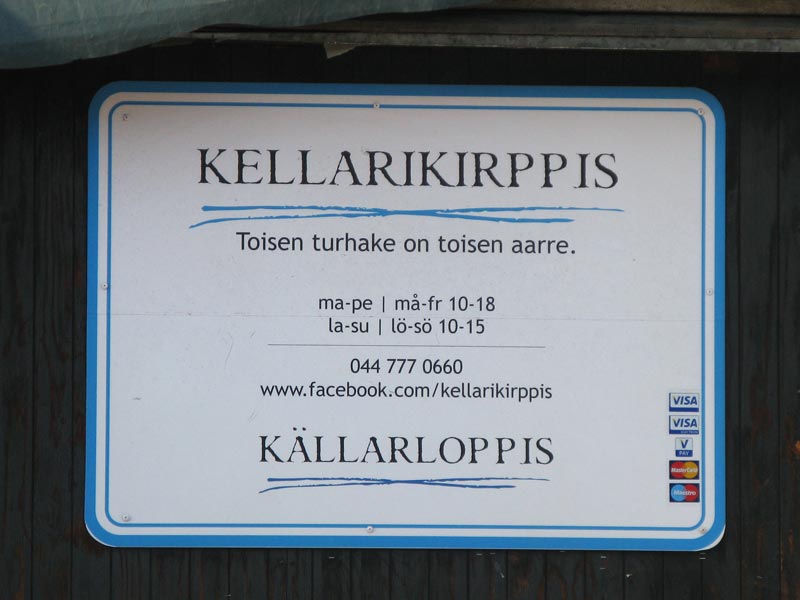 KELLARIKIRPPIS
Toisen turhake on toisen aarre.
ma-pe | må-fr 10-18
la-su | lö-sö 10-15
044 777 0660
www.facebook.com/kellarikirppis
KÄLLARLOPPIS
VISA
VISA
V PAY
MasterCard
Maestro